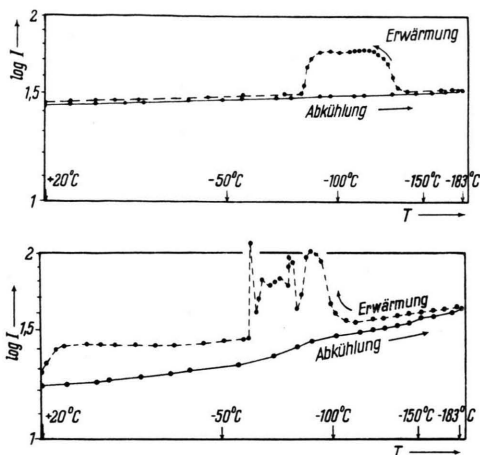 2
log I
Erwärmung
1,5
Abkühlung
+20°C
-50°C
-100°C
-150°C
-183°C
1
T
2
log I
Erwärmung
1,5
Abkühlung
+20°C
-50°C
-100°C
-150°C
-183°C
1
T